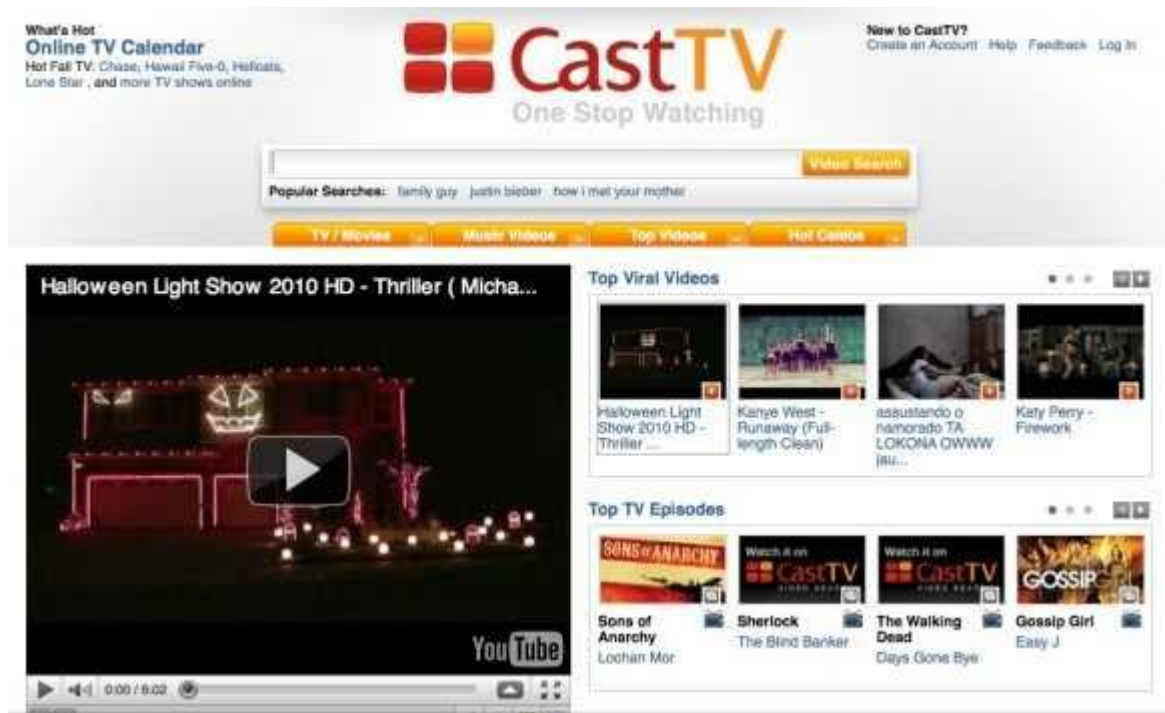 What's Hot
Online TV Calendar
Hot Fall TV: Chase, Hawaii Five-0, Hellcats,
Lone Star , and more TV shows online
CastTV
One Stop Watching
New to CastTV?
Create an Account Help Feedback Log In
Video Search
Popular Searches: family guy justin bieber how i met your mother
TV / Movies Music Videos Top Videos Hot Celebs
Halloween Light Show 2010 HD - Thriller ( Micha...
YouTube
0:00 / 6:02
Top Viral Videos
Halloween Light
Show 2010 HD -
Thriller ...
Kanye West -
Runaway (Full-
length Clean)
assustando o
namorado TA
LOKONA OWWW
jau...
Katy Perry -
Firework
Top TV Episodes
SONS OF ANARCHY
Watch it on
CastTV
Watch it on
CastTV
GOSSIP GIRL
Sons of
Anarchy
Lochan Mor
Sherlock
The Blind Banker
The Walking
Dead
Days Gone Bye
Gossip Girl
Easy J